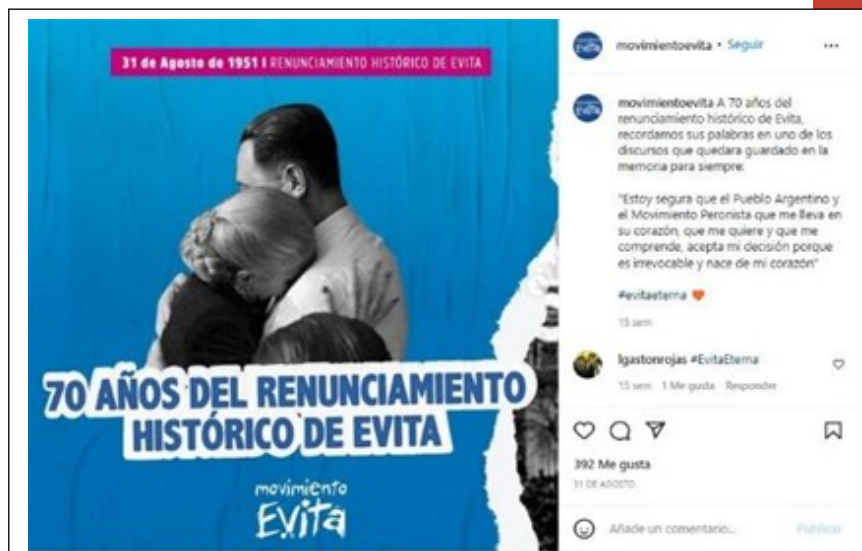 31 de Agosto de 1951 | RENUNCIAMIENTO HISTÓRICO DE EVITA
70 AÑOS DEL RENUNCIAMIENTO
HISTÓRICO DE EVITA
movimiento
EVITA
movimientoevita • Seguir
movimientoevita A 70 años del
renunciamiento histórico de Evita,
recordamos sus palabras en uno de los
discursos que quedara guardado en la
memoria para siempre:
"Estoy segura que el Pueblo Argentino y
el Movimiento Peronista que me lleva en
su corazón, que me quiere y que me
comprende, acepta mi decisión porque
es irrevocable y nace de mi corazón"
#evitaeterna
15 sem
lgastonrojas #EvitaEterna
15 sem 1 Me gusta Responder
392 Me gusta
31 DE AGOSTO
Añade un comentario... Publicar